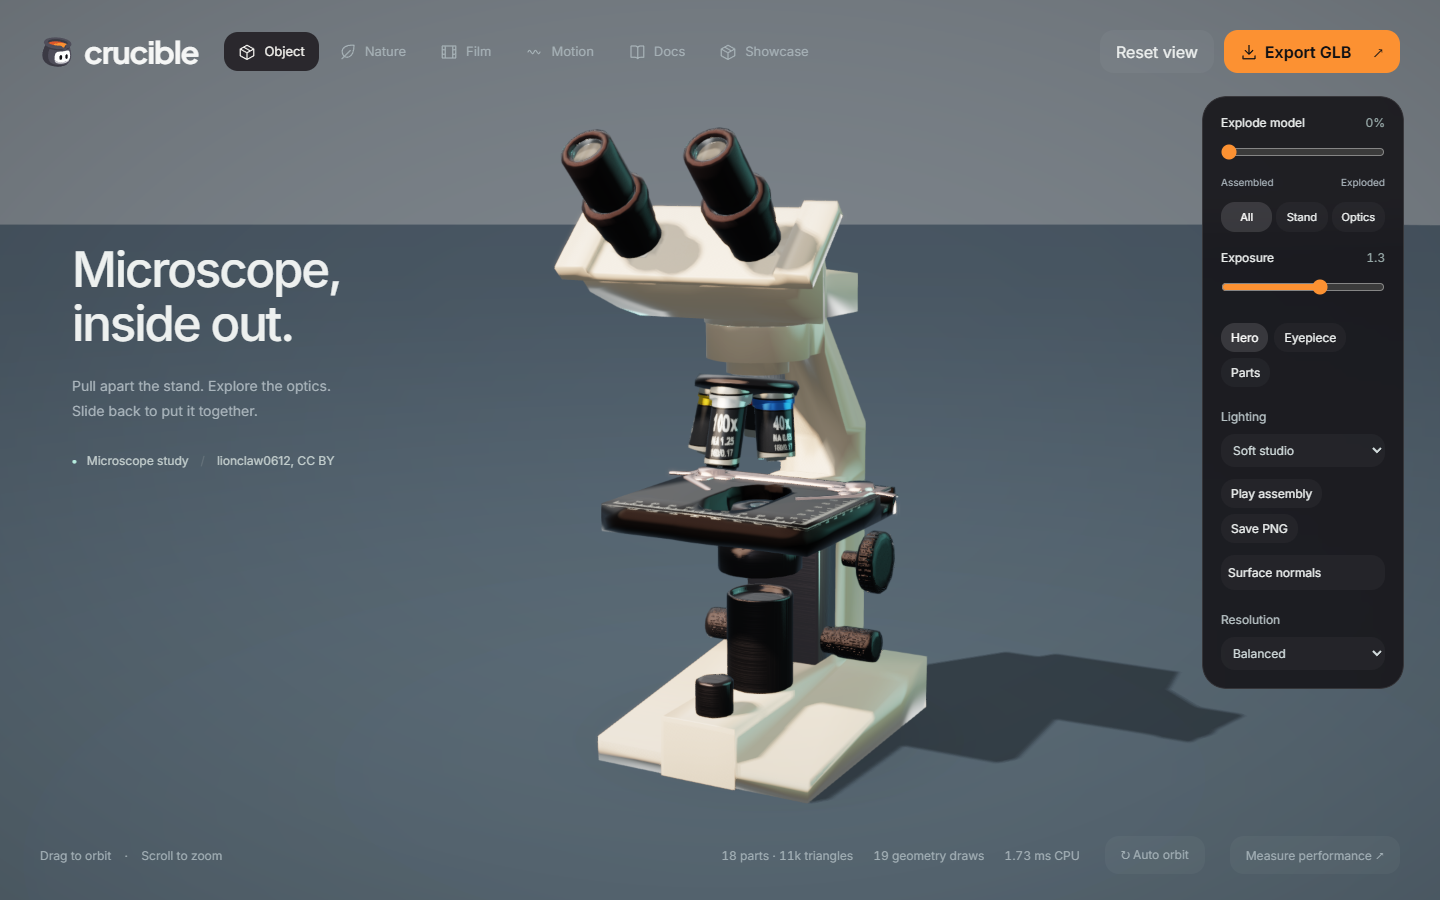 crucible
Object
Nature
Film
Motion
Docs
Showcase
Reset view
Export GLB ↗
Explode model 0%
Assembled Exploded
All Stand Optics
Exposure 1.3
Hero Eyepiece
Parts
Lighting
Soft studio
Play assembly
Save PNG
Surface normals
Resolution
Balanced
Microscope,
inside out.
Pull apart the stand. Explore the optics.
Slide back to put it together.
• Microscope study / lionclaw0612, CC BY
100x
NA 1.25
40x
Drag to orbit · Scroll to zoom
18 parts · 11k triangles 19 geometry draws 1.73 ms CPU
↻ Auto orbit
Measure performance ↗